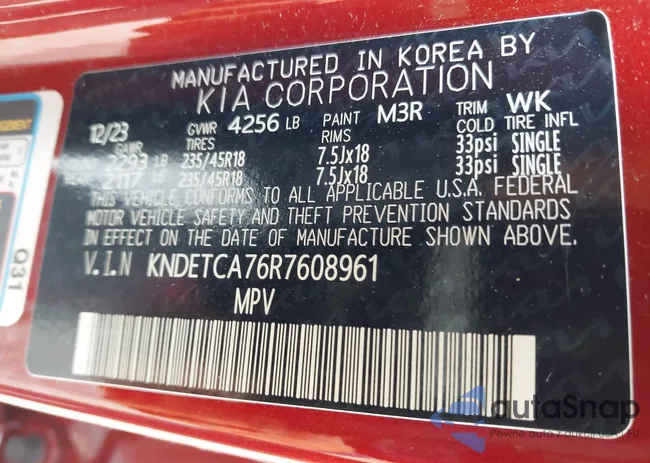 MANUFACTURED IN KOREA BY
KIA CORPORATION
12/23 GVWR 4256 LB PAINT M3R TRIM WK
GAWR TIRES RIMS COLD TIRE INFL
2293 LB 235/45R18 7.5Jx18 33psi SINGLE
2117 LB 235/45R18 7.5Jx18 33psi SINGLE
THIS VEHICLE CONFORMS TO ALL APPLICABLE U.S.A. FEDERAL
MOTOR VEHICLE SAFETY AND THEFT PREVENTION STANDARDS
IN EFFECT ON THE DATE OF MANUFACTURE SHOWN ABOVE.
V.I.N KNDETCA76R7608961
MPV
Q31
autaSnap